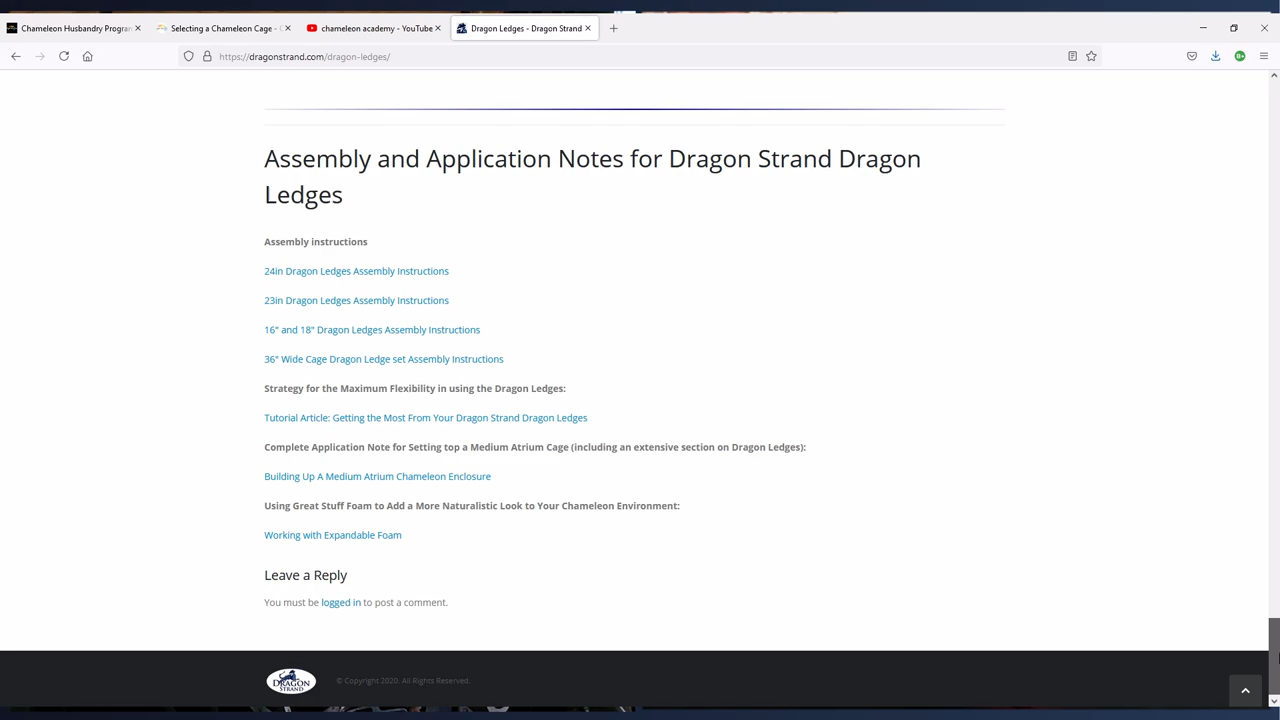 Chameleon Husbandry Program
Selecting a Chameleon Cage - C
chameleon academy - YouTube
Dragon Ledges - Dragon Strand
https://dragonstrand.com/dragon-ledges/
Assembly and Application Notes for Dragon Strand Dragon
Ledges
Assembly instructions
24in Dragon Ledges Assembly Instructions
23in Dragon Ledges Assembly Instructions
16" and 18" Dragon Ledges Assembly Instructions
36" Wide Cage Dragon Ledge set Assembly Instructions
Strategy for the Maximum Flexibility in using the Dragon Ledges:
Tutorial Article: Getting the Most From Your Dragon Strand Dragon Ledges
Complete Application Note for Setting top a Medium Atrium Cage (including an extensive section on Dragon Ledges):
Building Up A Medium Atrium Chameleon Enclosure
Using Great Stuff Foam to Add a More Naturalistic Look to Your Chameleon Environment:
Working with Expandable Foam
Leave a Reply
You must be logged in to post a comment.
DRAGON
STRAND
© Copyright 2020. All Rights Reserved.